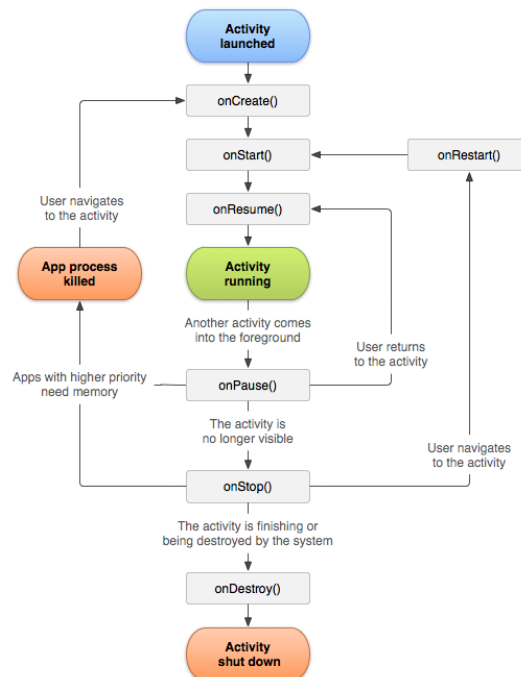 Activity
launched
onCreate()
onStart()
onRestart()
User navigates
to the activity
onResume()
App process
killed
Activity
running
Another activity comes
into the foreground
User returns
to the activity
Apps with higher priority
need memory
onPause()
The activity is
no longer visible
User navigates
to the activity
onStop()
The activity is finishing or
being destroyed by the system
onDestroy()
Activity
shut down